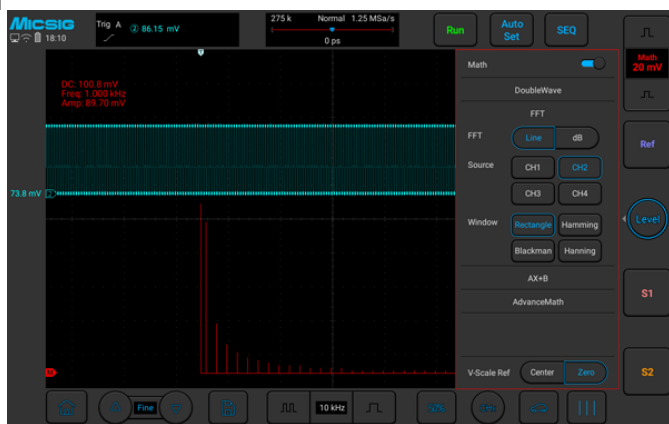 MICSIG
18:10
Trig A
② 86.15 mV
275 k Normal 1.25 MSa/s
0 ps
Run
Auto
Set
SEQ
Math
20 mV
Ref
Level
S1
S2
DC: 100.8 mV
Freq: 1.000 kHz
Amp: 89.70 mV
73.8 mV
2
Math
DoubleWave
FFT
FFT
Line
dB
Source
CH1
CH2
CH3
CH4
Window
Rectangle
Hamming
Blackman
Hanning
AX+B
AdvanceMath
V-Scale Ref
Center
Zero
Fine
10 kHz
50%